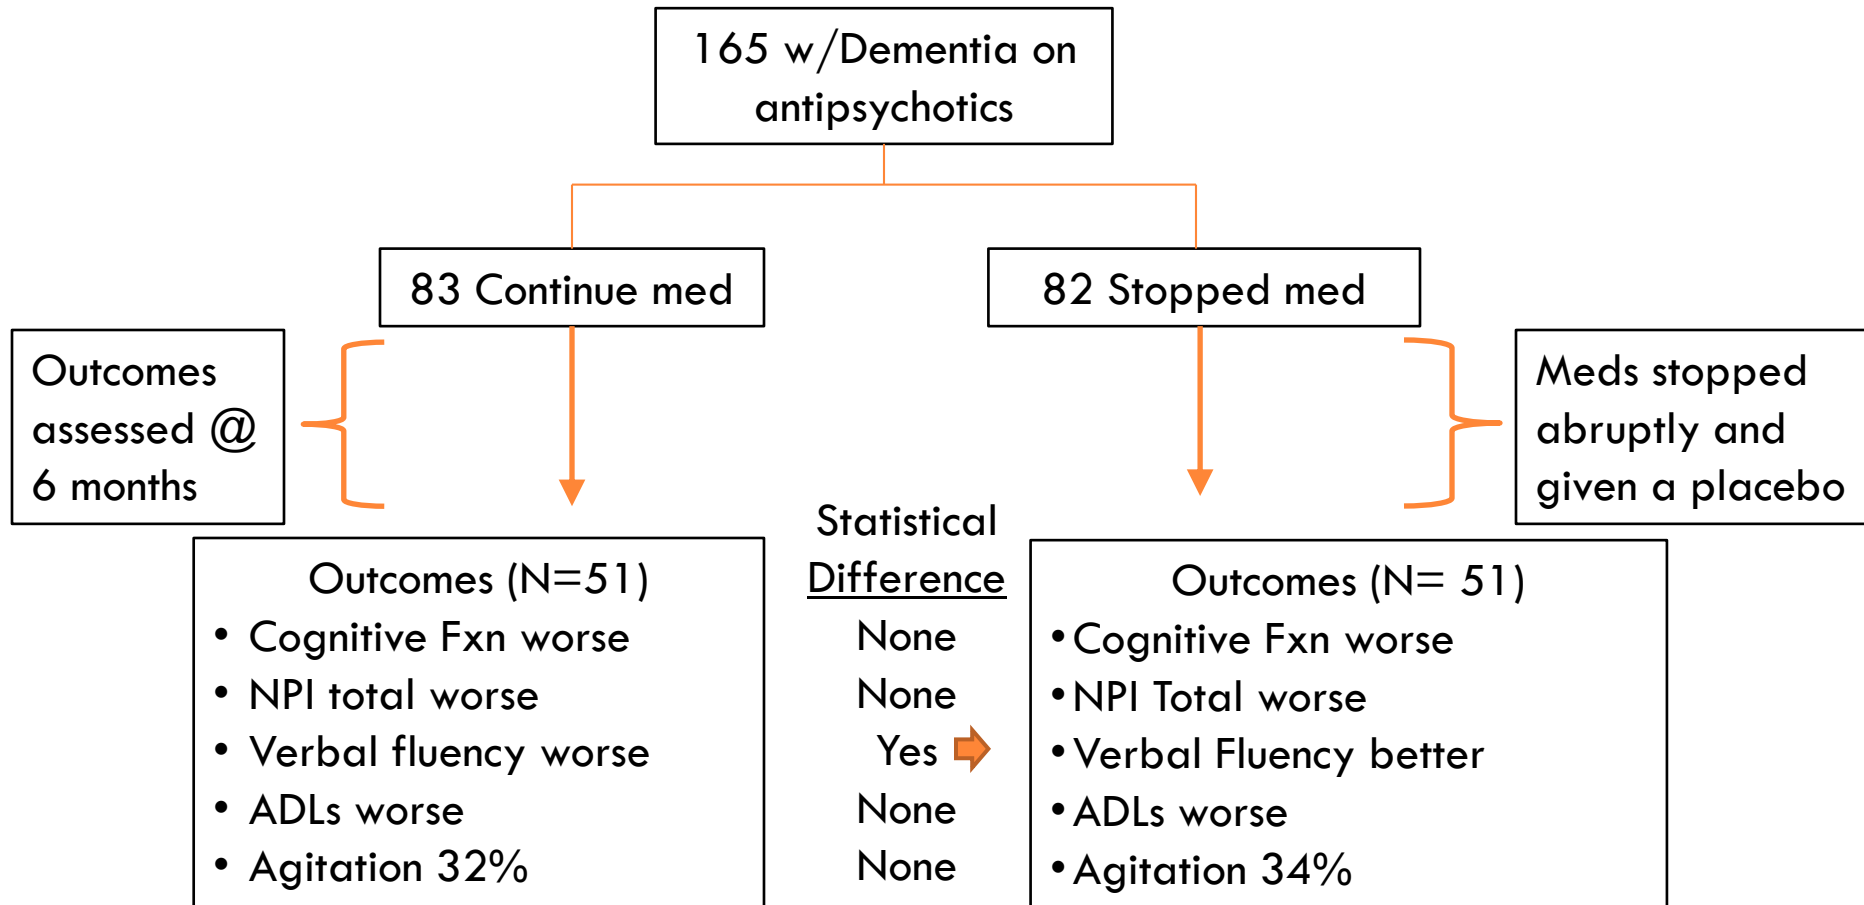 165 w/Dementia on
antipsychotics
83 Continue med
82 Stopped med
Outcomes
assessed @
6 months
Meds stopped
abruptly and
given a placebo
Outcomes (N=51)
• Cognitive Fxn worse
• NPI total worse
• Verbal fluency worse
• ADLs worse
• Agitation 32%
Statistical
Difference
None
None
Yes
None
None
Outcomes (N= 51)
• Cognitive Fxn worse
• NPI Total worse
• Verbal Fluency better
• ADLs worse
• Agitation 34%